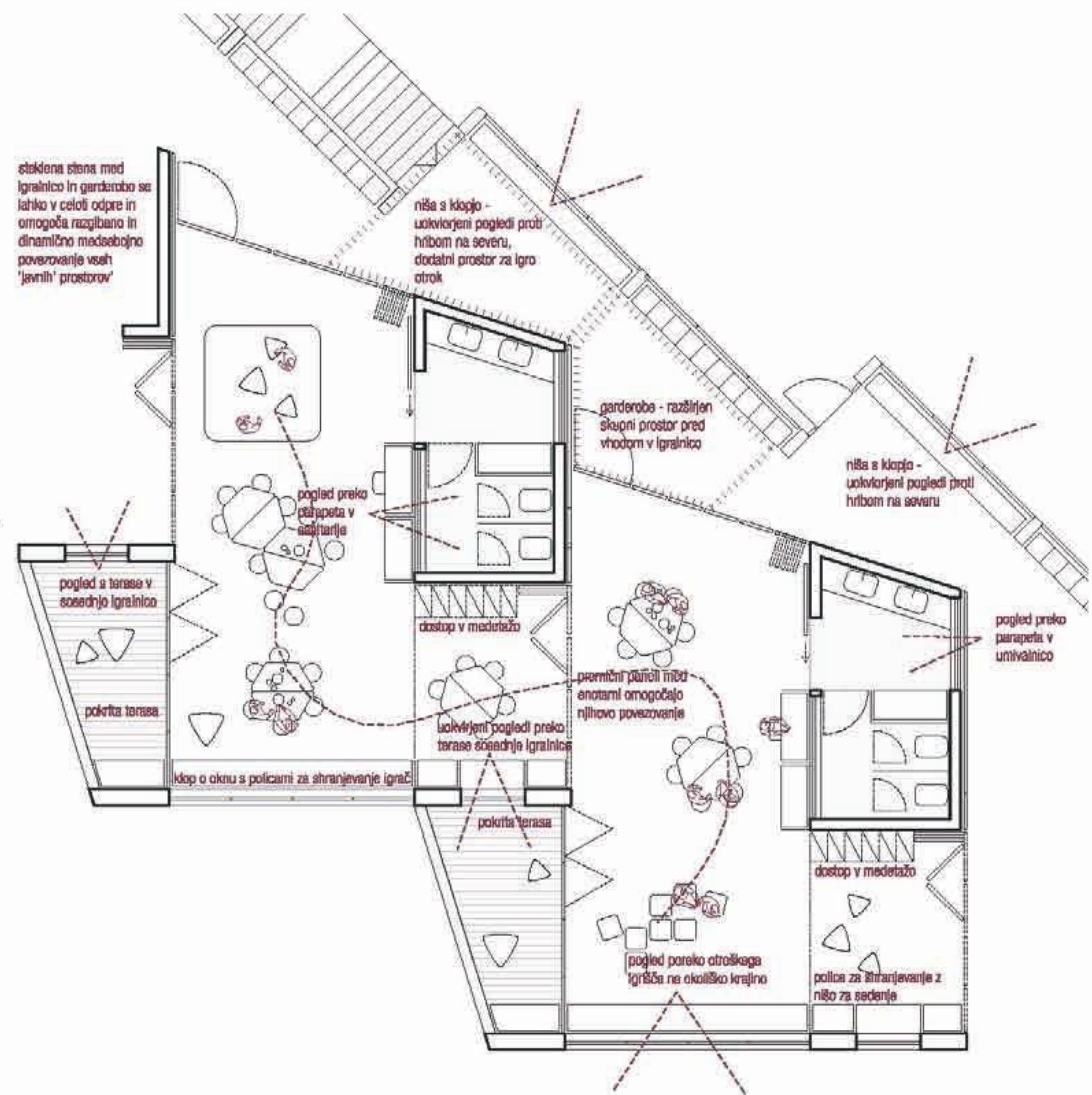 steklena stena med
igralnico in garderobo se
lahko v celoti odpre in
omogoča razgibano in
dinamično medsebojno
povezovanje vseh
'javnih' prostorov'
niša s klopjo -
uokvirjeni pogledi proti
hribom na severu,
dodatni prostor za igro
otrok
garderobe - razširjen
skupni prostor pred
vhodom v igralnico
niša s klopjo -
uokvirjeni pogledi proti
hribom na severu
pogled preko
parapeta v
sanitarije
pogled s terase v
sosednjo igralnico
dostop v medetažo
pogled preko
parapeta v
umivalnico
premični paneli med
enotami omogočajo
njihovo povezovanje
pokrita terasa
uokvirjeni pogledi preko
terase sosednje igralnice
klop o oknu s policami za shranjevanje igrač
pokrita terasa
dostop v medetažo
pogled poreko otroškega
igrišča na okoliško krajino
police za shranjevanje z
nišo za sedenje